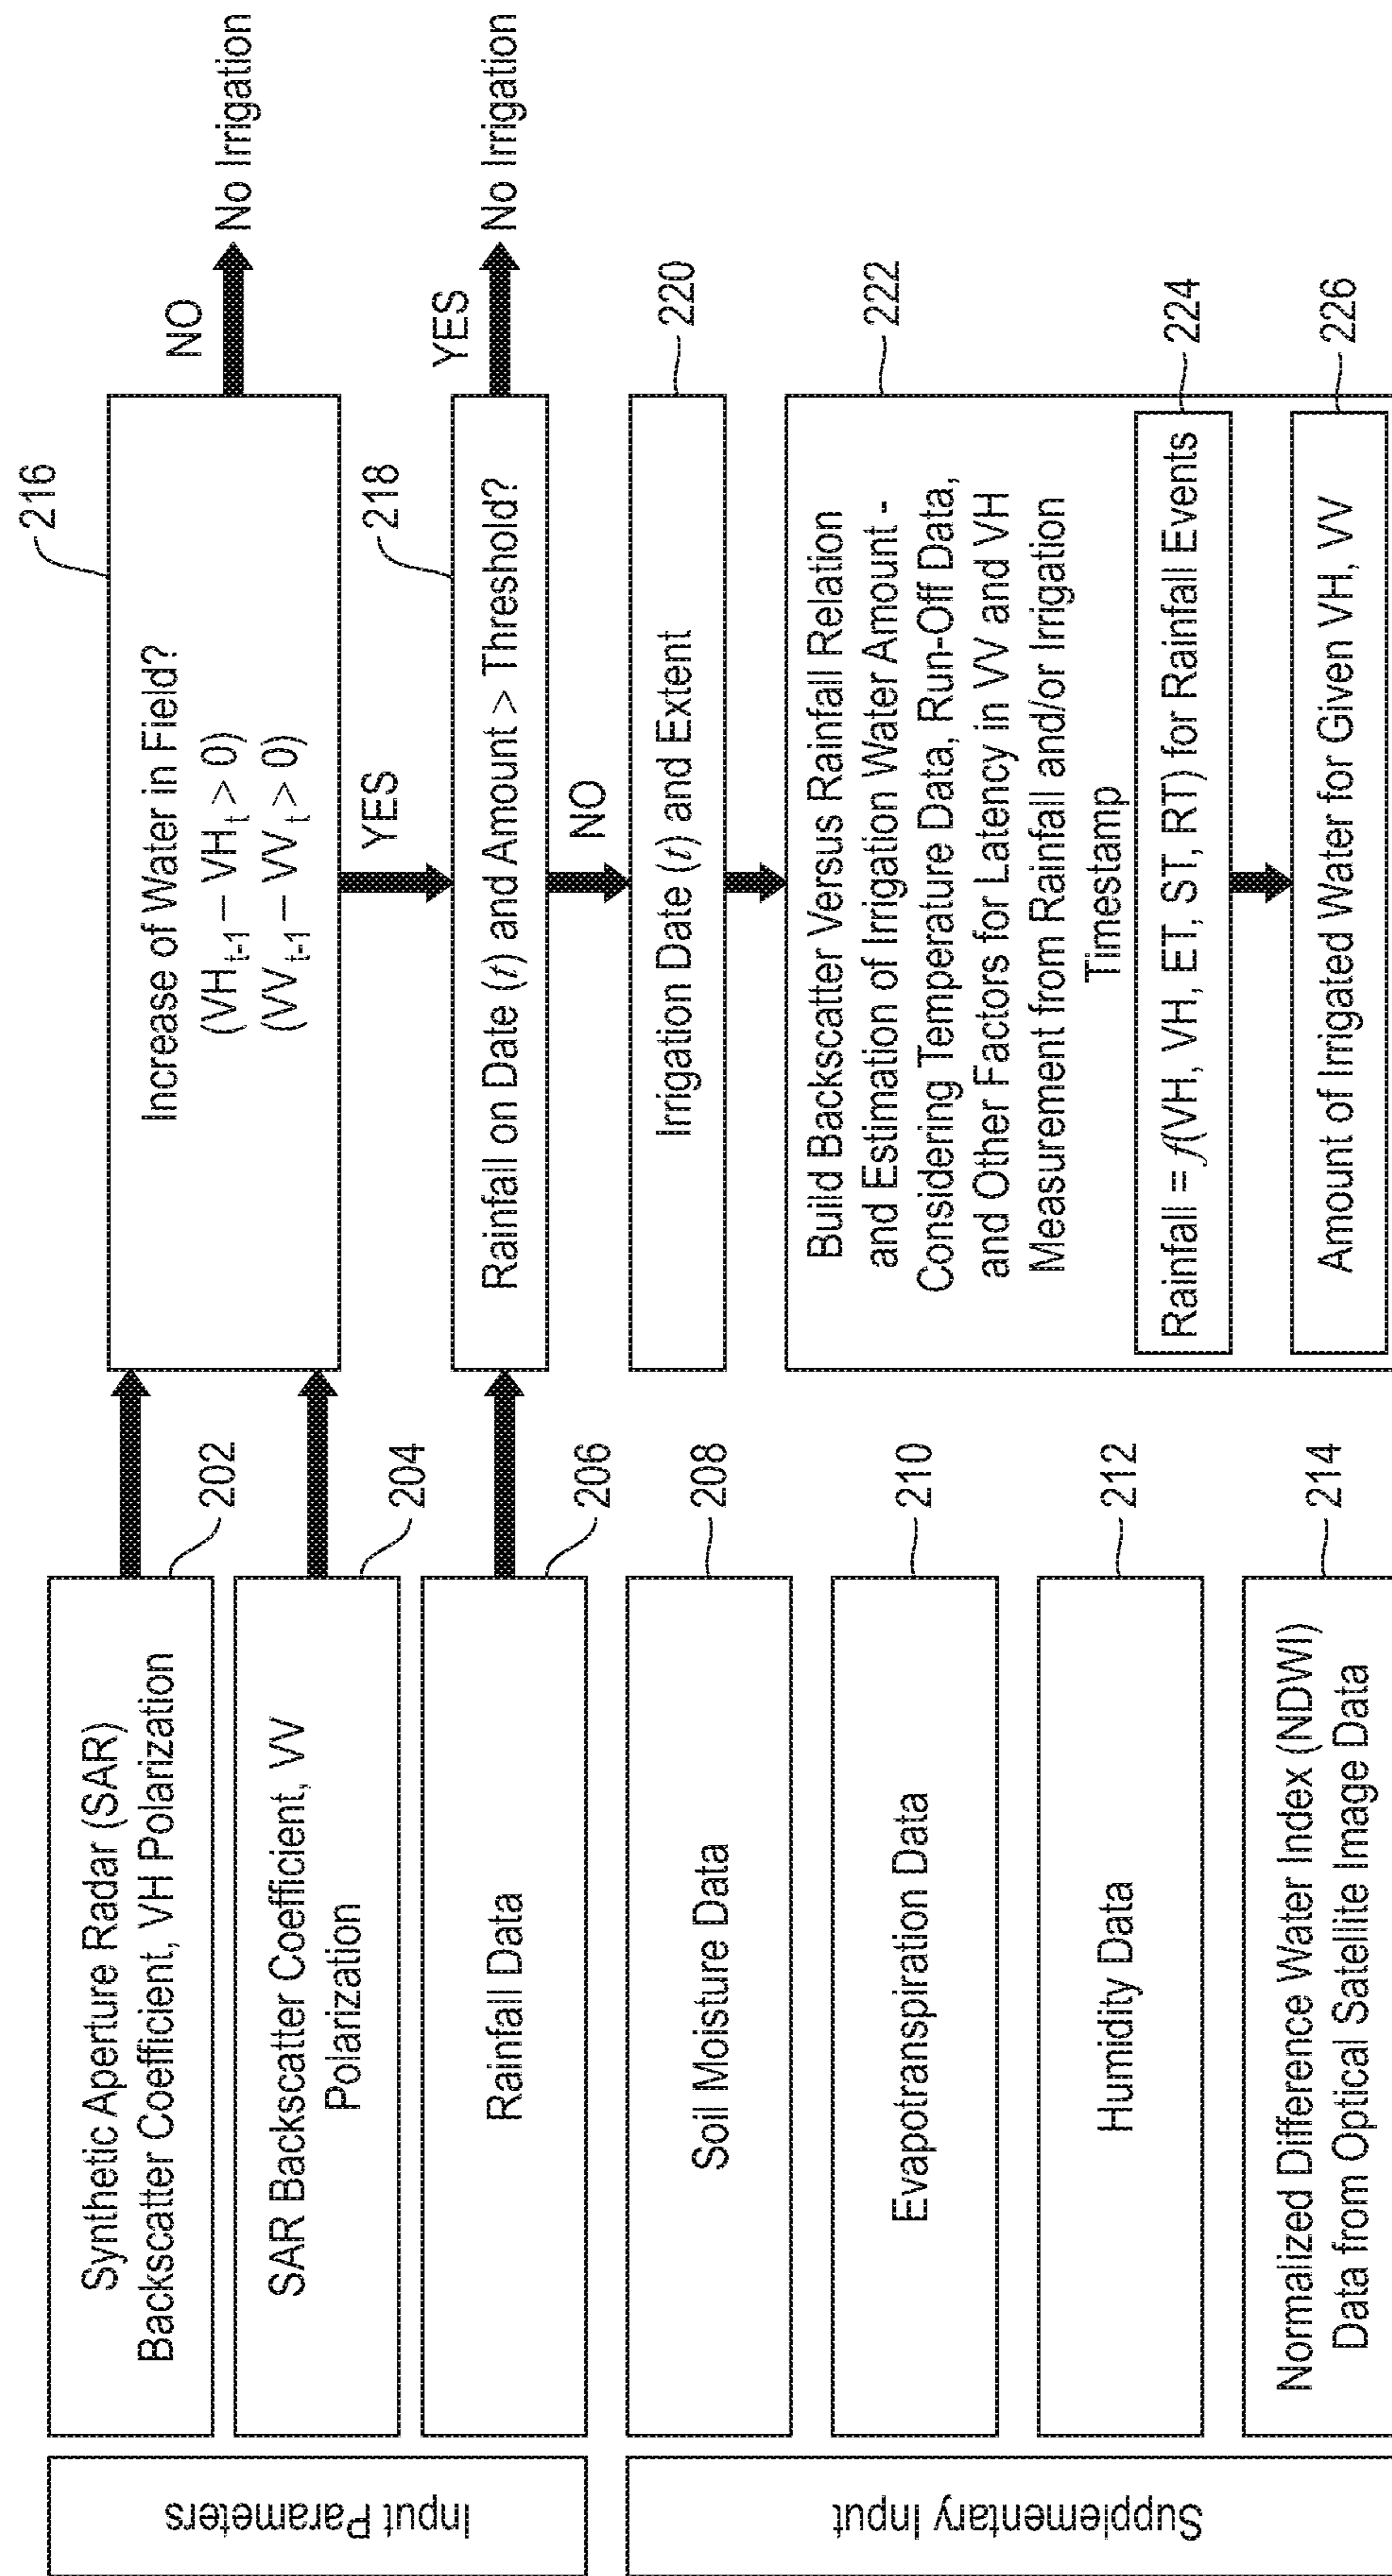 Input Parameters
Synthetic Aperture Radar (SAR)
Backscatter Coefficient, VH Polarization
202
SAR Backscatter Coefficient, VV
Polarization
204
Rainfall Data
206
Supplementary Input
Soil Moisture Data
208
Evapotranspiration Data
210
Humidity Data
212
Normalized Difference Water Index (NDWI)
Data from Optical Satellite Image Data
214
216
Increase of Water in Field?
(VHt-1 – VHt > 0)
(VVt-1 – VVt > 0)
NO
No Irrigation
YES
218
Rainfall on Date (t) and Amount > Threshold?
YES
No Irrigation
NO
Irrigation Date (t) and Extent
220
Build Backscatter Versus Rainfall Relation
and Estimation of Irrigation Water Amount -
Considering Temperature Data, Run-Off Data,
and Other Factors for Latency in VV and VH
Measurement from Rainfall and/or Irrigation
Timestamp
222
Rainfall = f(VH, VH, ET, ST, RT) for Rainfall Events
224
Amount of Irrigated Water for Given VH, VV
226